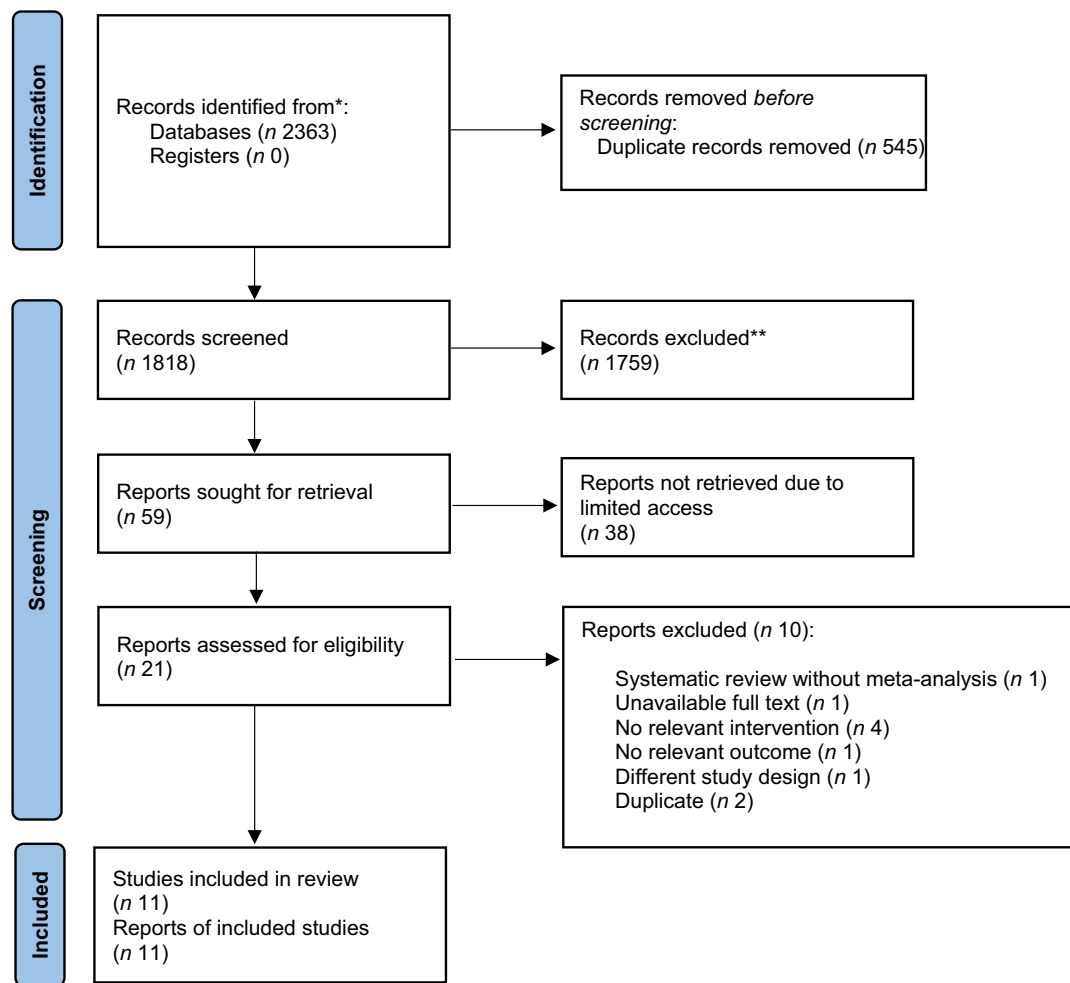 Identification
Records identified from*:
Databases (n 2363)
Registers (n 0)
Records removed before
screening:
Duplicate records removed (n 545)
Screening
Records screened
(n 1818)
Records excluded**
(n 1759)
Reports sought for retrieval
(n 59)
Reports not retrieved due to
limited access
(n 38)
Reports assessed for eligibility
(n 21)
Reports excluded (n 10):
Systematic review without meta-analysis (n 1)
Unavailable full text (n 1)
No relevant intervention (n 4)
No relevant outcome (n 1)
Different study design (n 1)
Duplicate (n 2)
Included
Studies included in review
(n 11)
Reports of included studies
(n 11)